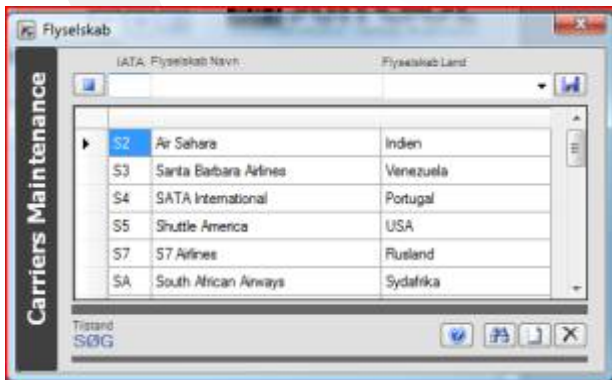 Flyselskab
Carriers Maintenance
IATA Flyselskab Navn Flyselskab Land
S2 Air Sahara Indien
S3 Santa Barbara Airlines Venezuela
S4 SATA International Portugal
S5 Shuttle America USA
S7 S7 Airlines Rusland
SA South African Airways Sydafrika
Tilstand
SØG